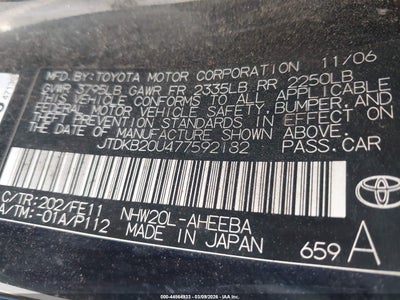 MFD.BY:TOYOTA MOTOR CORPORATION 11/06
GVWR 3795LB GAWR FR 2335LB RR 2250LB
THIS VEHICLE CONFORMS TO ALL APPLICABLE
FEDERAL MOTOR VEHICLE SAFETY, BUMPER, AND
THEFT PREVENTION STANDARDS IN EFFECT ON
THE DATE OF MANUFACTURE SHOWN ABOVE.
JTDKB20U477592182 PASS.CAR
C/TR:202/FE11 NHW20L-AHEEBA
A/TM:-01A/P112 MADE IN JAPAN
TOYOTA
659 A
000-44564933 - 03/09/2026 - IAA Inc.